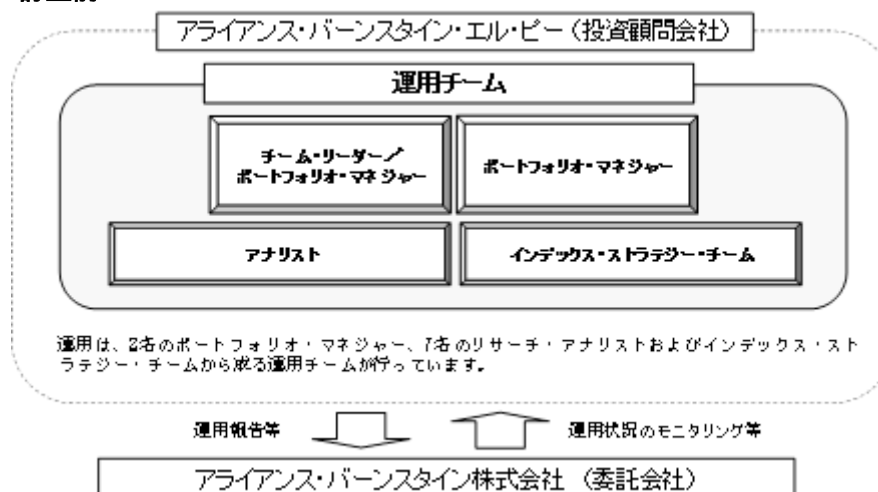 アライアンス・バーンスタイン・エル・ピー（投資顧問会社）
運用チーム
チーム・リーダー／
ポートフォリオ・マネジャー
ポートフォリオ・マネジャー
アナリスト
インデックス・ストラテジー・チーム
運用は、2名のポートフォリオ・マネジャー、7名のリサーチ・アナリストおよびインデックス・スト
ラテジー・チームから成る運用チームが行っています。
運用報告等
運用状況のモニタリング等
アライアンス・バーンスタイン株式会社　（委託会社）